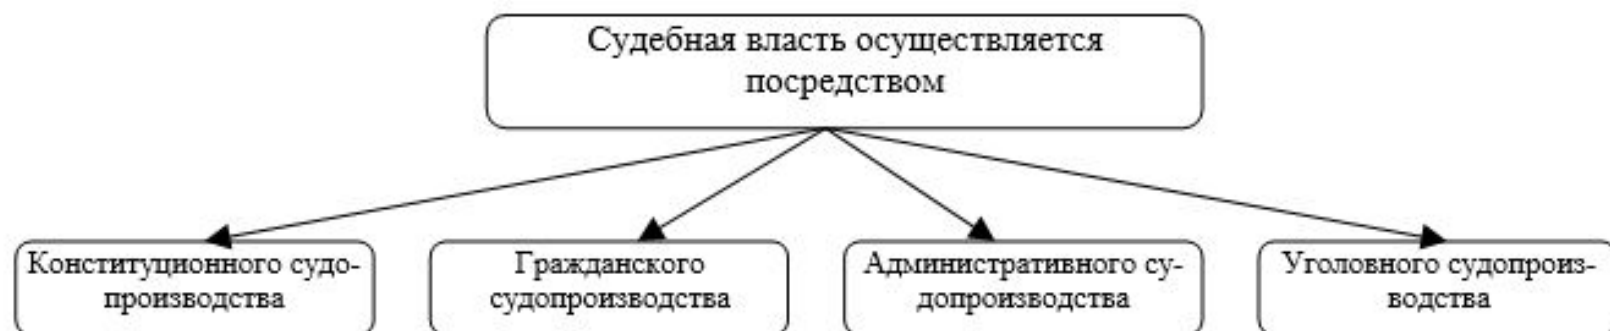 Судебная власть осуществляется
посредством
Конституционного судо-
производства
Гражданского
судопроизводства
Административного су-
допроизводства
Уголовного судопроиз-
водства